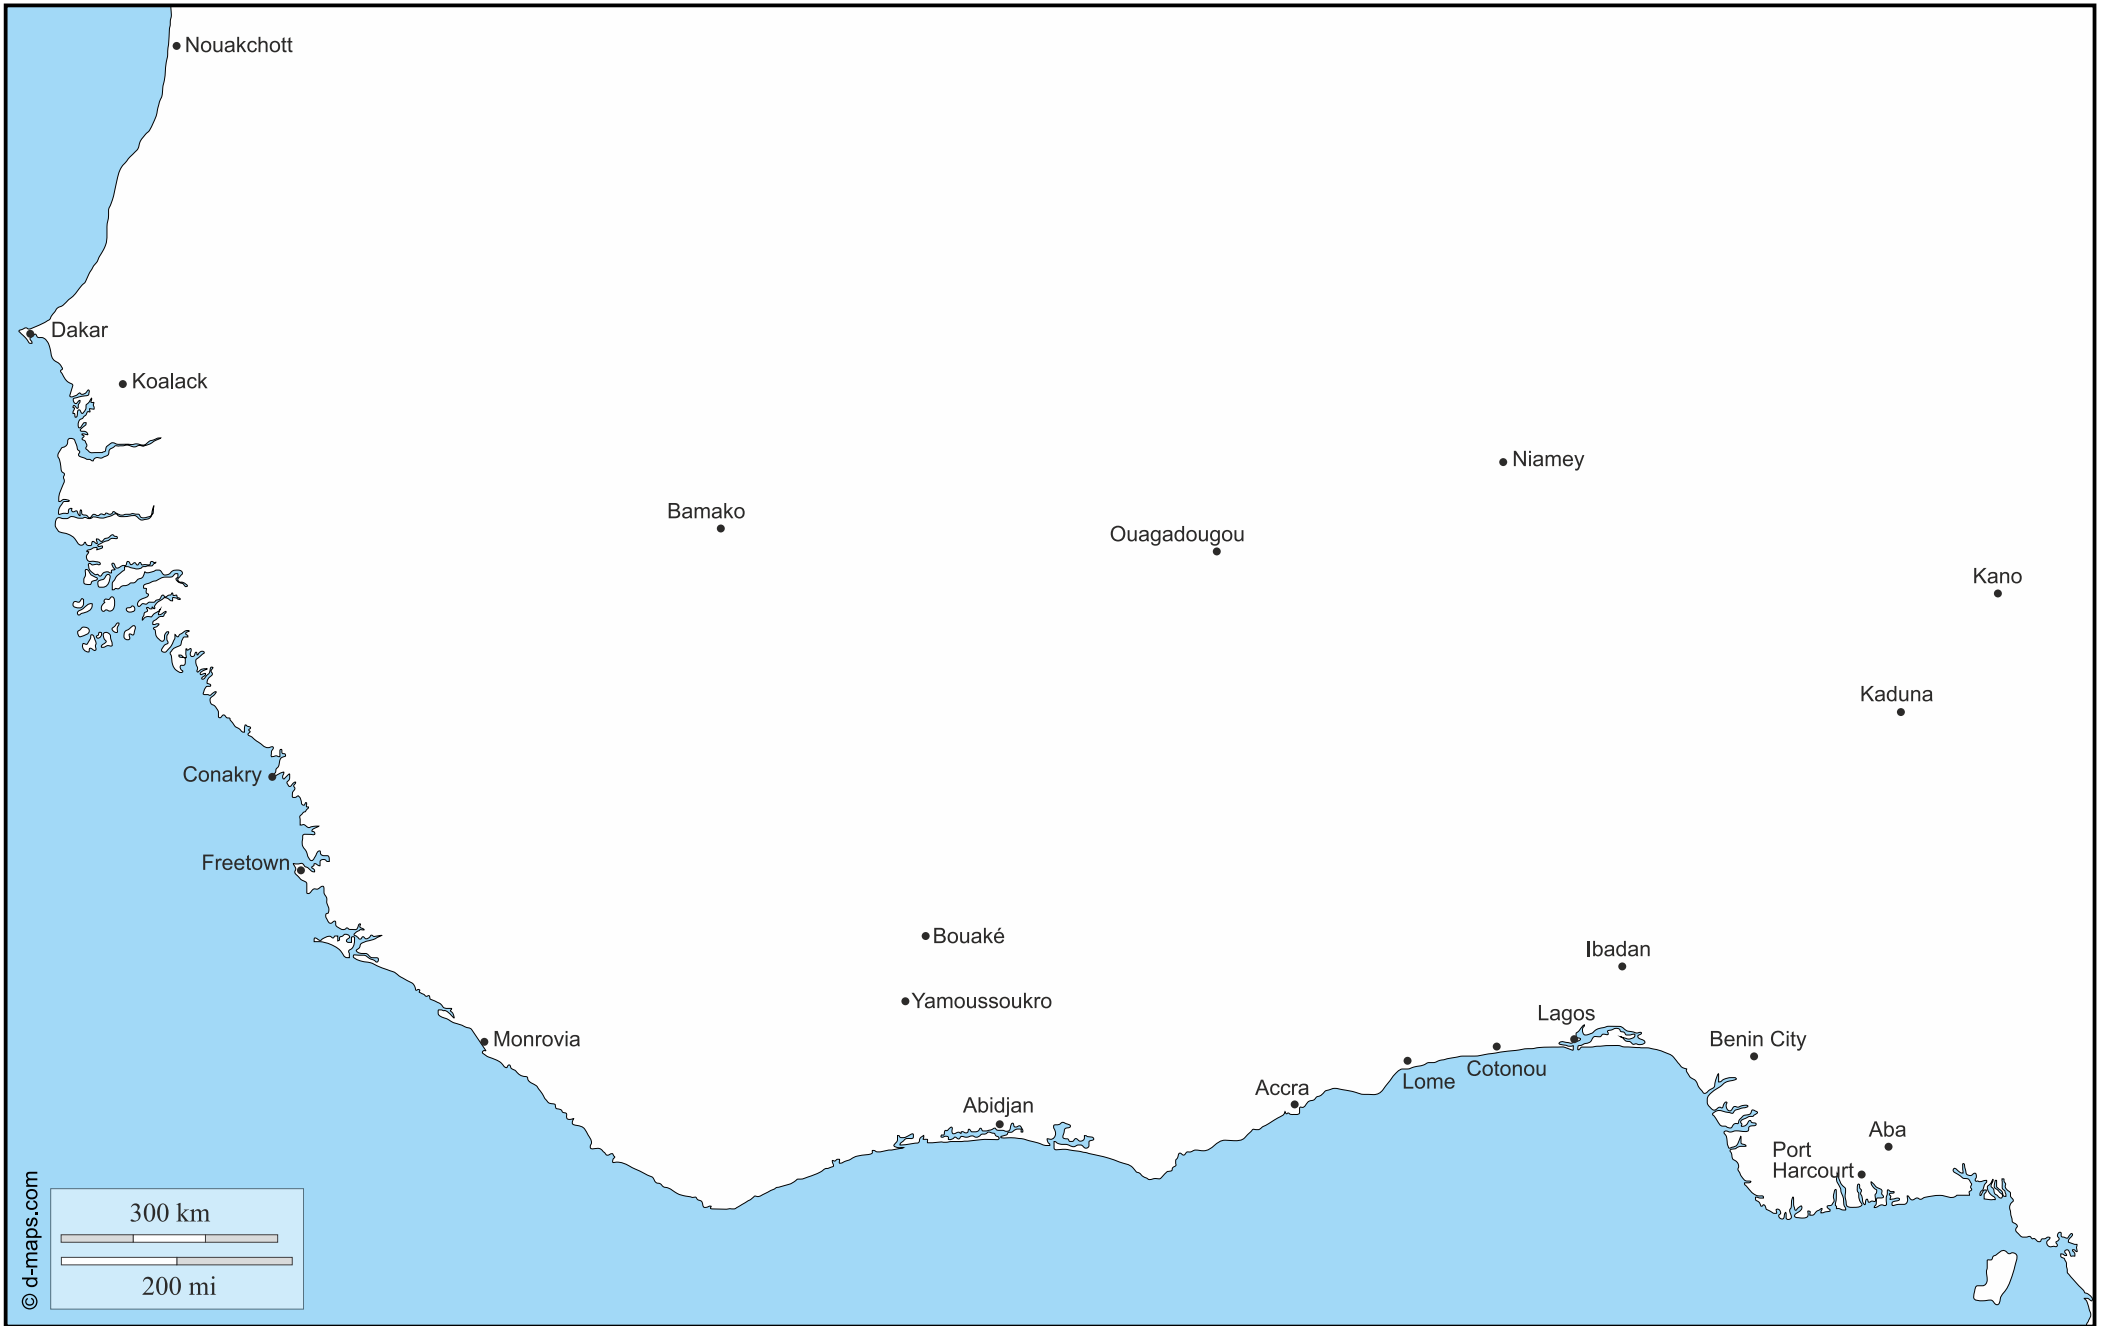 Nouakchott
Dakar
Koalack
Niamey
Bamako
Ouagadougou
Kano
Kaduna
Conakry
Freetown
Bouaké
Ibadan
Yamoussoukro
Lagos
Monrovia
Benin City
Cotonou
Lome
Accra
Abidjan
Aba
Port
Harcourt
300 km
200 mi
© d-maps.com